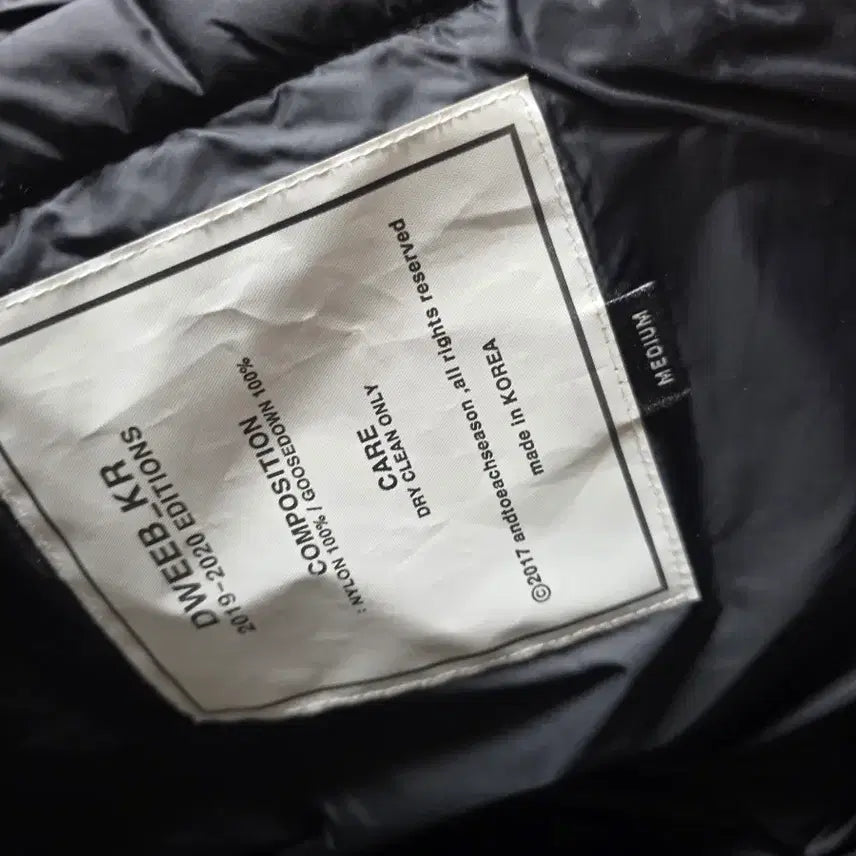 DWEEB_KR
2019-2020 EDITIONS
COMPOSITION
: NYLON 100% / GOOSEDOWN 100%
CARE
DRY CLEAN ONLY
©2017 andtoeachseason ,all rights reserved
made in KOREA
MEDIUM